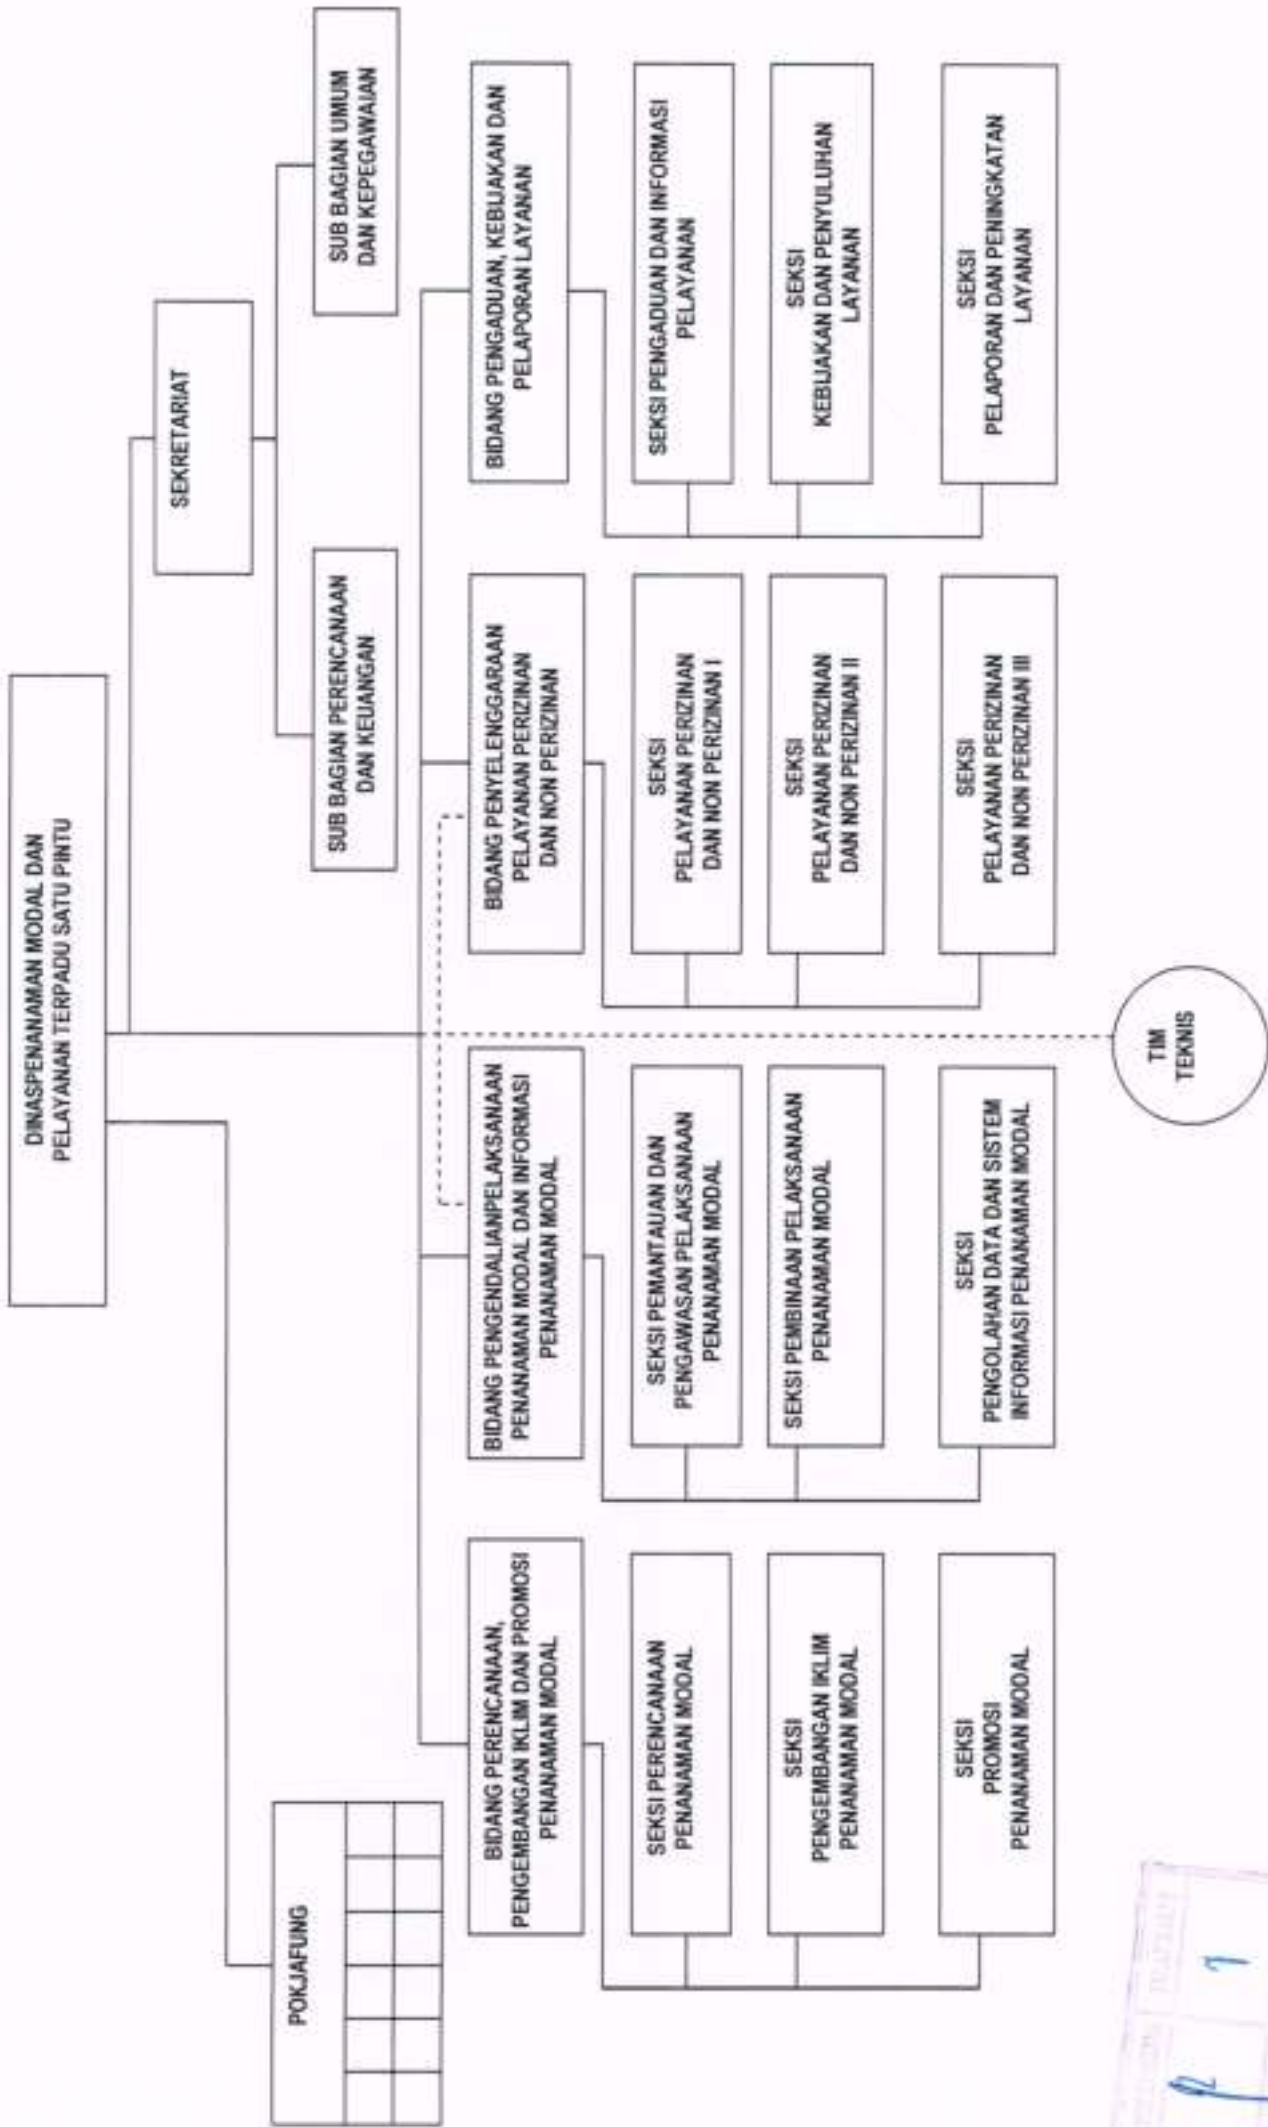 DINASPENANAMAN MODAL DAN
PELAYANAN TERPADU SATU PINTU
POKJAFUNG
SEKRETARIAT
SUB BAGIAN PERENCANAAN
DAN KEUANGAN
SUB BAGIAN UMUM
DAN KEPEGAWAIAN
BIDANG PERENCANAAN,
PENGEMBANGAN IKLIM DAN PROMOSI
PENANAMAN MODAL
BIDANG PENGENDALIANPELAKSANAAN
PENANAMAN MODAL DAN INFORMASI
PENANAMAN MODAL
BIDANG PENYELENGGARAAN
PELAYANAN PERIZINAN
DAN NON PERIZINAN
BIDANG PENGADUAN, KEBIJAKAN DAN
PELAPORAN LAYANAN
SEKSI PERENCANAAN
PENANAMAN MODAL
SEKSI PEMANTAUAN DAN
PENGAWASAN PELAKSANAAN
PENANAMAN MODAL
SEKSI
PELAYANAN PERIZINAN
DAN NON PERIZINAN I
SEKSI PENGADUAN DAN INFORMASI
PELAYANAN
SEKSI
PENGEMBANGAN IKLIM
PENANAMAN MODAL
SEKSI PEMBINAAN PELAKSANAAN
PENANAMAN MODAL
SEKSI
PELAYANAN PERIZINAN
DAN NON PERIZINAN II
SEKSI
KEBIJAKAN DAN PENYULUHAN
LAYANAN
SEKSI
PROMOSI
PENANAMAN MODAL
SEKSI
PENGOLAHAN DATA DAN SISTEM
INFORMASI PENANAMAN MODAL
SEKSI
PELAYANAN PERIZINAN
DAN NON PERIZINAN III
SEKSI
PELAPORAN DAN PENINGKATAN
LAYANAN
TIM
TEKNIS